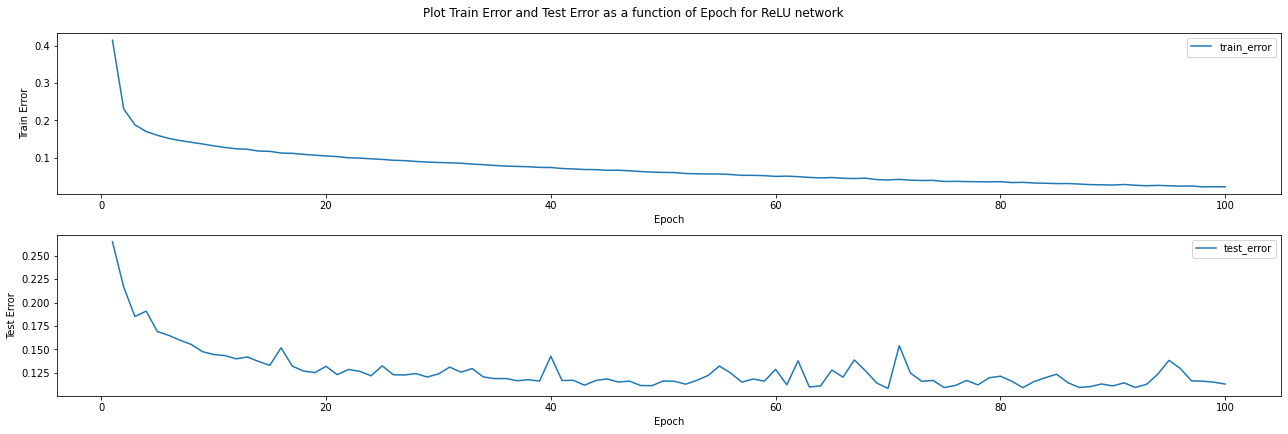 Plot Train Error and Test Error as a function of Epoch for ReLU network
train_error
0.4
0.3
0.2
0.1
Train Error
0 20 40 60 80 100
Epoch
test_error
0.250
0.225
0.200
0.175
0.150
0.125
Test Error
0 20 40 60 80 100
Epoch